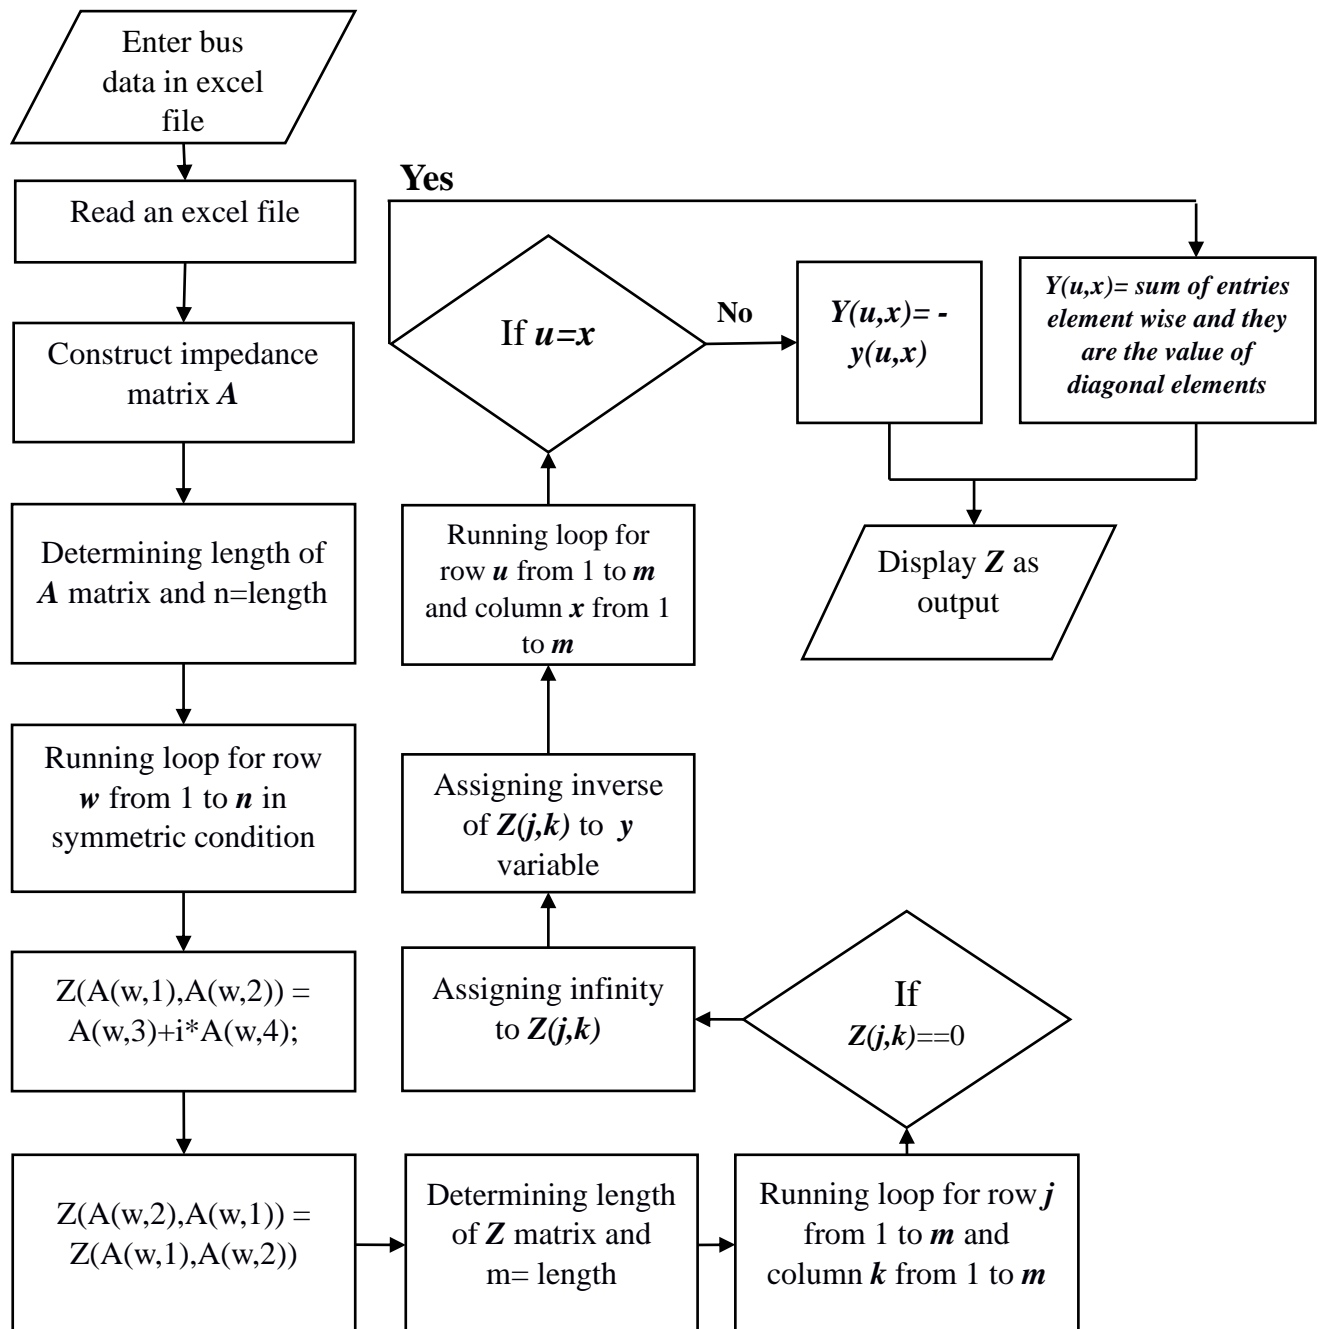 Enter bus
data in excel
file
Read an excel file
Construct impedance
matrix A
Determining length of
A matrix and n=length
Running loop for row
w from 1 to n in
symmetric condition
Z(A(w,1),A(w,2)) =
A(w,3)+i*A(w,4);
Z(A(w,2),A(w,1)) =
Z(A(w,1),A(w,2))
Determining length
of Z matrix and
m= length
Running loop for row j
from 1 to m and
column k from 1 to m
If
Z(j,k)==0
Assigning infinity
to Z(j,k)
Assigning inverse
of Z(j,k) to y
variable
Running loop for
row u from 1 to m
and column x from 1
to m
If u=x
Yes
No
Y(u,x)= -
y(u,x)
Y(u,x)= sum of entries
element wise and they
are the value of
diagonal elements
Display Z as
output